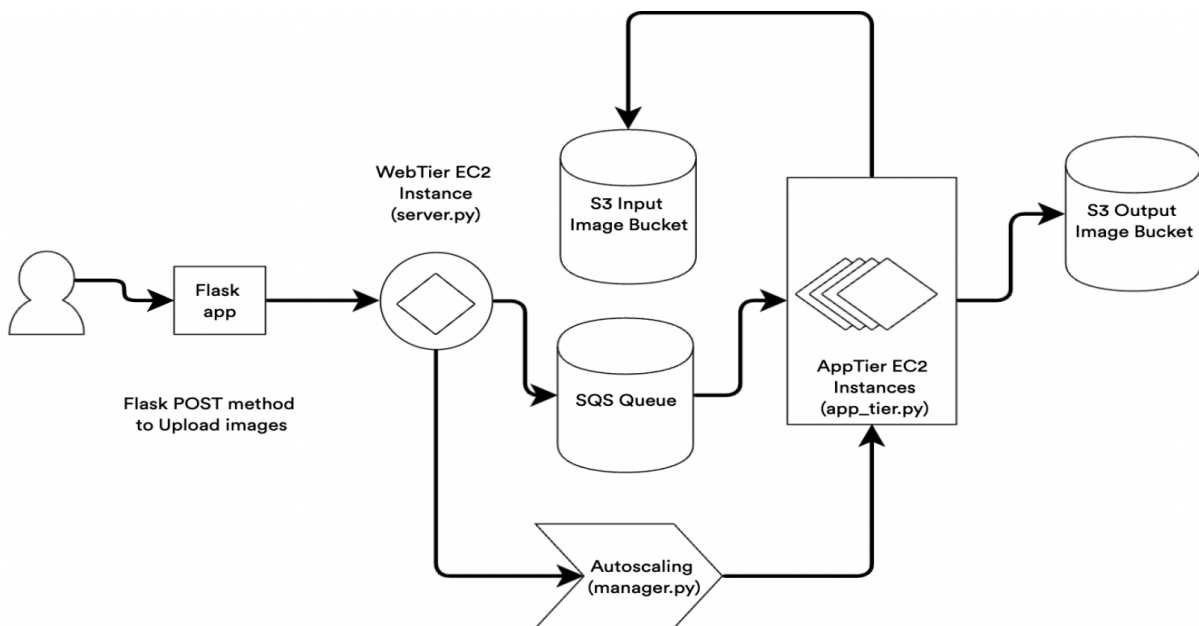 WebTier EC2
Instance
(server.py)
S3 Input
Image Bucket
S3 Output
Image Bucket
Flask
app
AppTier EC2
Instances
(app_tier.py)
SQS Queue
Flask POST method
to Upload images
Autoscaling
(manager.py)